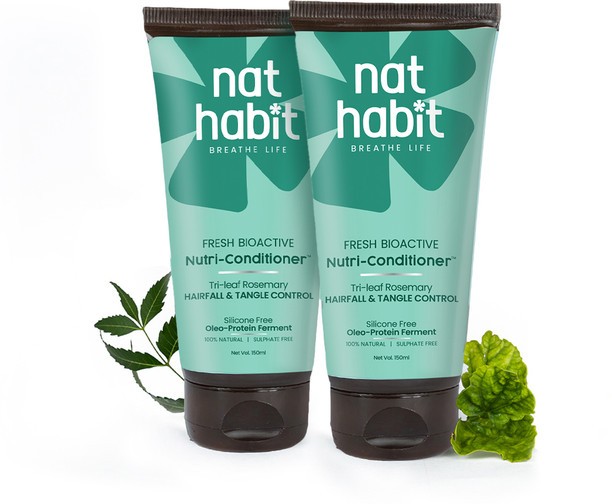 nat
habit
BREATHE LIFE
FRESH BIOACTIVE
Nutri-Conditioner™
Tri-leaf Rosemary
HAIRFALL & TANGLE CONTROL
Silicone Free
Oleo-Protein Ferment
100% NATURAL | SULPHATE FREE
Net Vol. 150ml
nat
habit
BREATHE LIFE
FRESH BIOACTIVE
Nutri-Conditioner™
Tri-leaf Rosemary
HAIRFALL & TANGLE CONTROL
Silicone Free
Oleo-Protein Ferment
100% NATURAL | SULPHATE FREE
Net Vol. 150ml